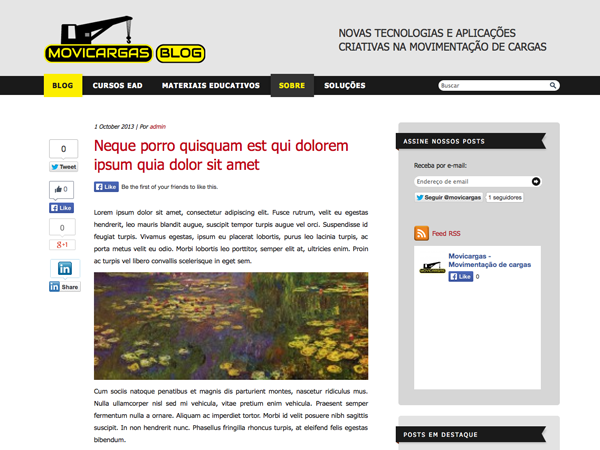 MOVICARGAS BLOG
NOVAS TECNOLOGIAS E APLICAÇÕES
CRIATIVAS NA MOVIMENTAÇÃO DE CARGAS
BLOG CURSOS EAD MATERIAIS EDUCATIVOS SOBRE SOLUÇÕES Buscar
1 October 2013 | Por admin
Neque porro quisquam est qui dolorem
ipsum quia dolor sit amet
Like Be the first of your friends to like this.
0
Tweet
0
Like
0
+1
in
in Share
Lorem ipsum dolor sit amet, consectetur adipiscing elit. Fusce rutrum, velit eu egestas
hendrerit, leo mauris blandit augue, suscipit tempor turpis augue vel orci. Suspendisse id
feugiat turpis. Vivamus egestas, ipsum eu placerat lobortis, purus leo lacinia turpis, ac
porta metus velit eu odio. Morbi lobortis leo porttitor, semper elit at, ultricies enim. Proin
ac turpis vel libero convallis scelerisque in eget sem.
Cum sociis natoque penatibus et magnis dis parturient montes, nascetur ridiculus mus.
Nulla ullamcorper nisl sed mi vehicula, vitae pretium enim vehicula. Praesent semper
fermentum nulla a ornare. Aliquam ac imperdiet tortor. Morbi id velit posuere nibh sagittis
suscipit. In non hendrerit nunc. Phasellus fringilla rhoncus turpis, at eleifend felis egestas
bibendum.
ASSINE NOSSOS POSTS
Receba por e-mail:
Endereço de email
Seguir @movicargas 1 seguidores
Feed RSS
Movicargas -
Movimentação de cargas
Like 0
POSTS EM DESTAQUE